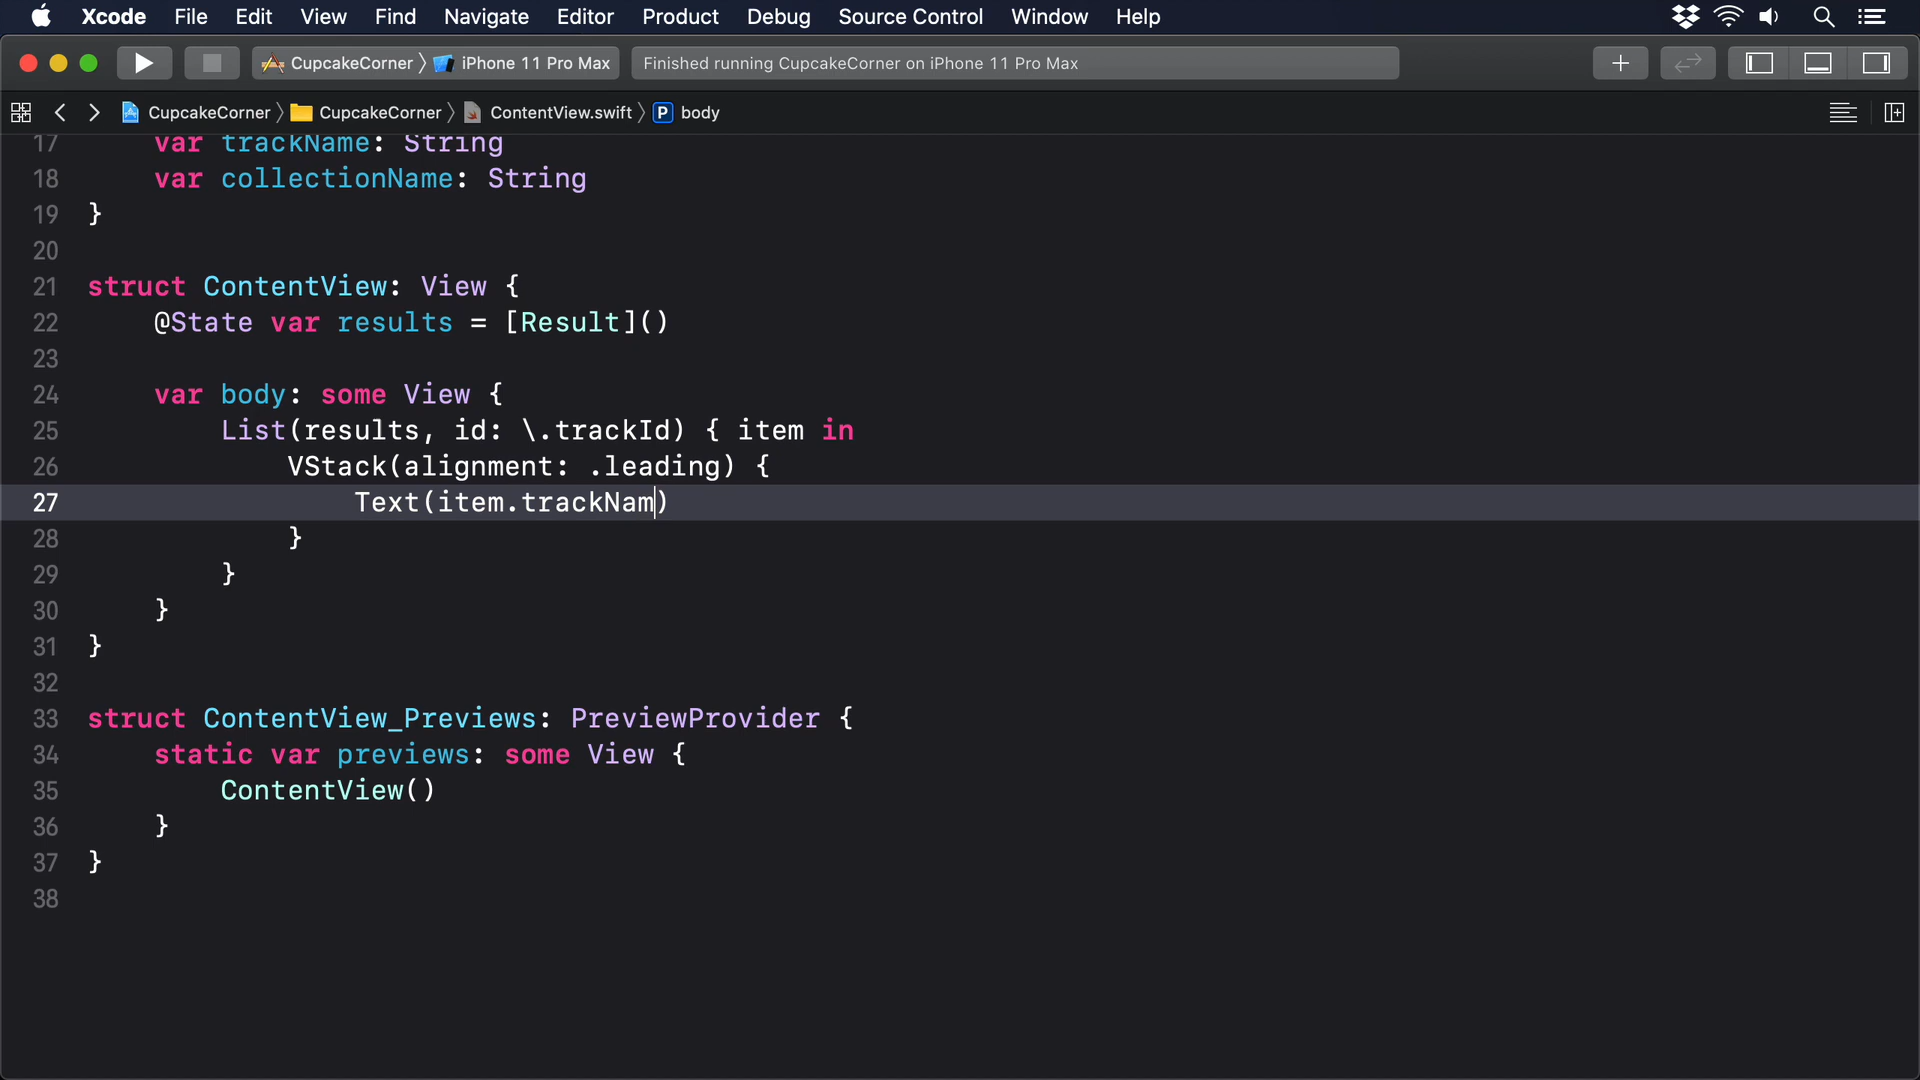 Xcode File Edit View Find Navigate Editor Product Debug Source Control Window Help
CupcakeCorner iPhone 11 Pro Max Finished running CupcakeCorner on iPhone 11 Pro Max
CupcakeCorner CupcakeCorner ContentView.swift P body
17 var trackName: String
18 var collectionName: String
19 }
20
21 struct ContentView: View {
22 @State var results = [Result]()
23
24 var body: some View {
25 List(results, id: \.trackId) { item in
26 VStack(alignment: .leading) {
27 Text(item.trackNam)
28 }
29 }
30 }
31 }
32
33 struct ContentView_Previews: PreviewProvider {
34 static var previews: some View {
35 ContentView()
36 }
37 }
38